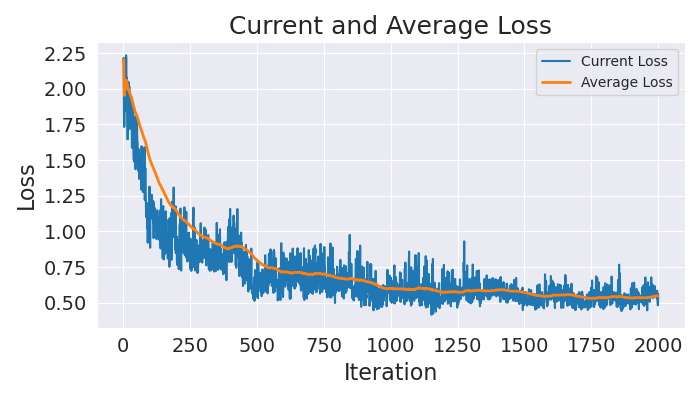 Current and Average Loss
Current Loss
Average Loss
2.25
2.00
1.75
1.50
1.25
1.00
0.75
0.50
Loss
0 250 500 750 1000 1250 1500 1750 2000
Iteration